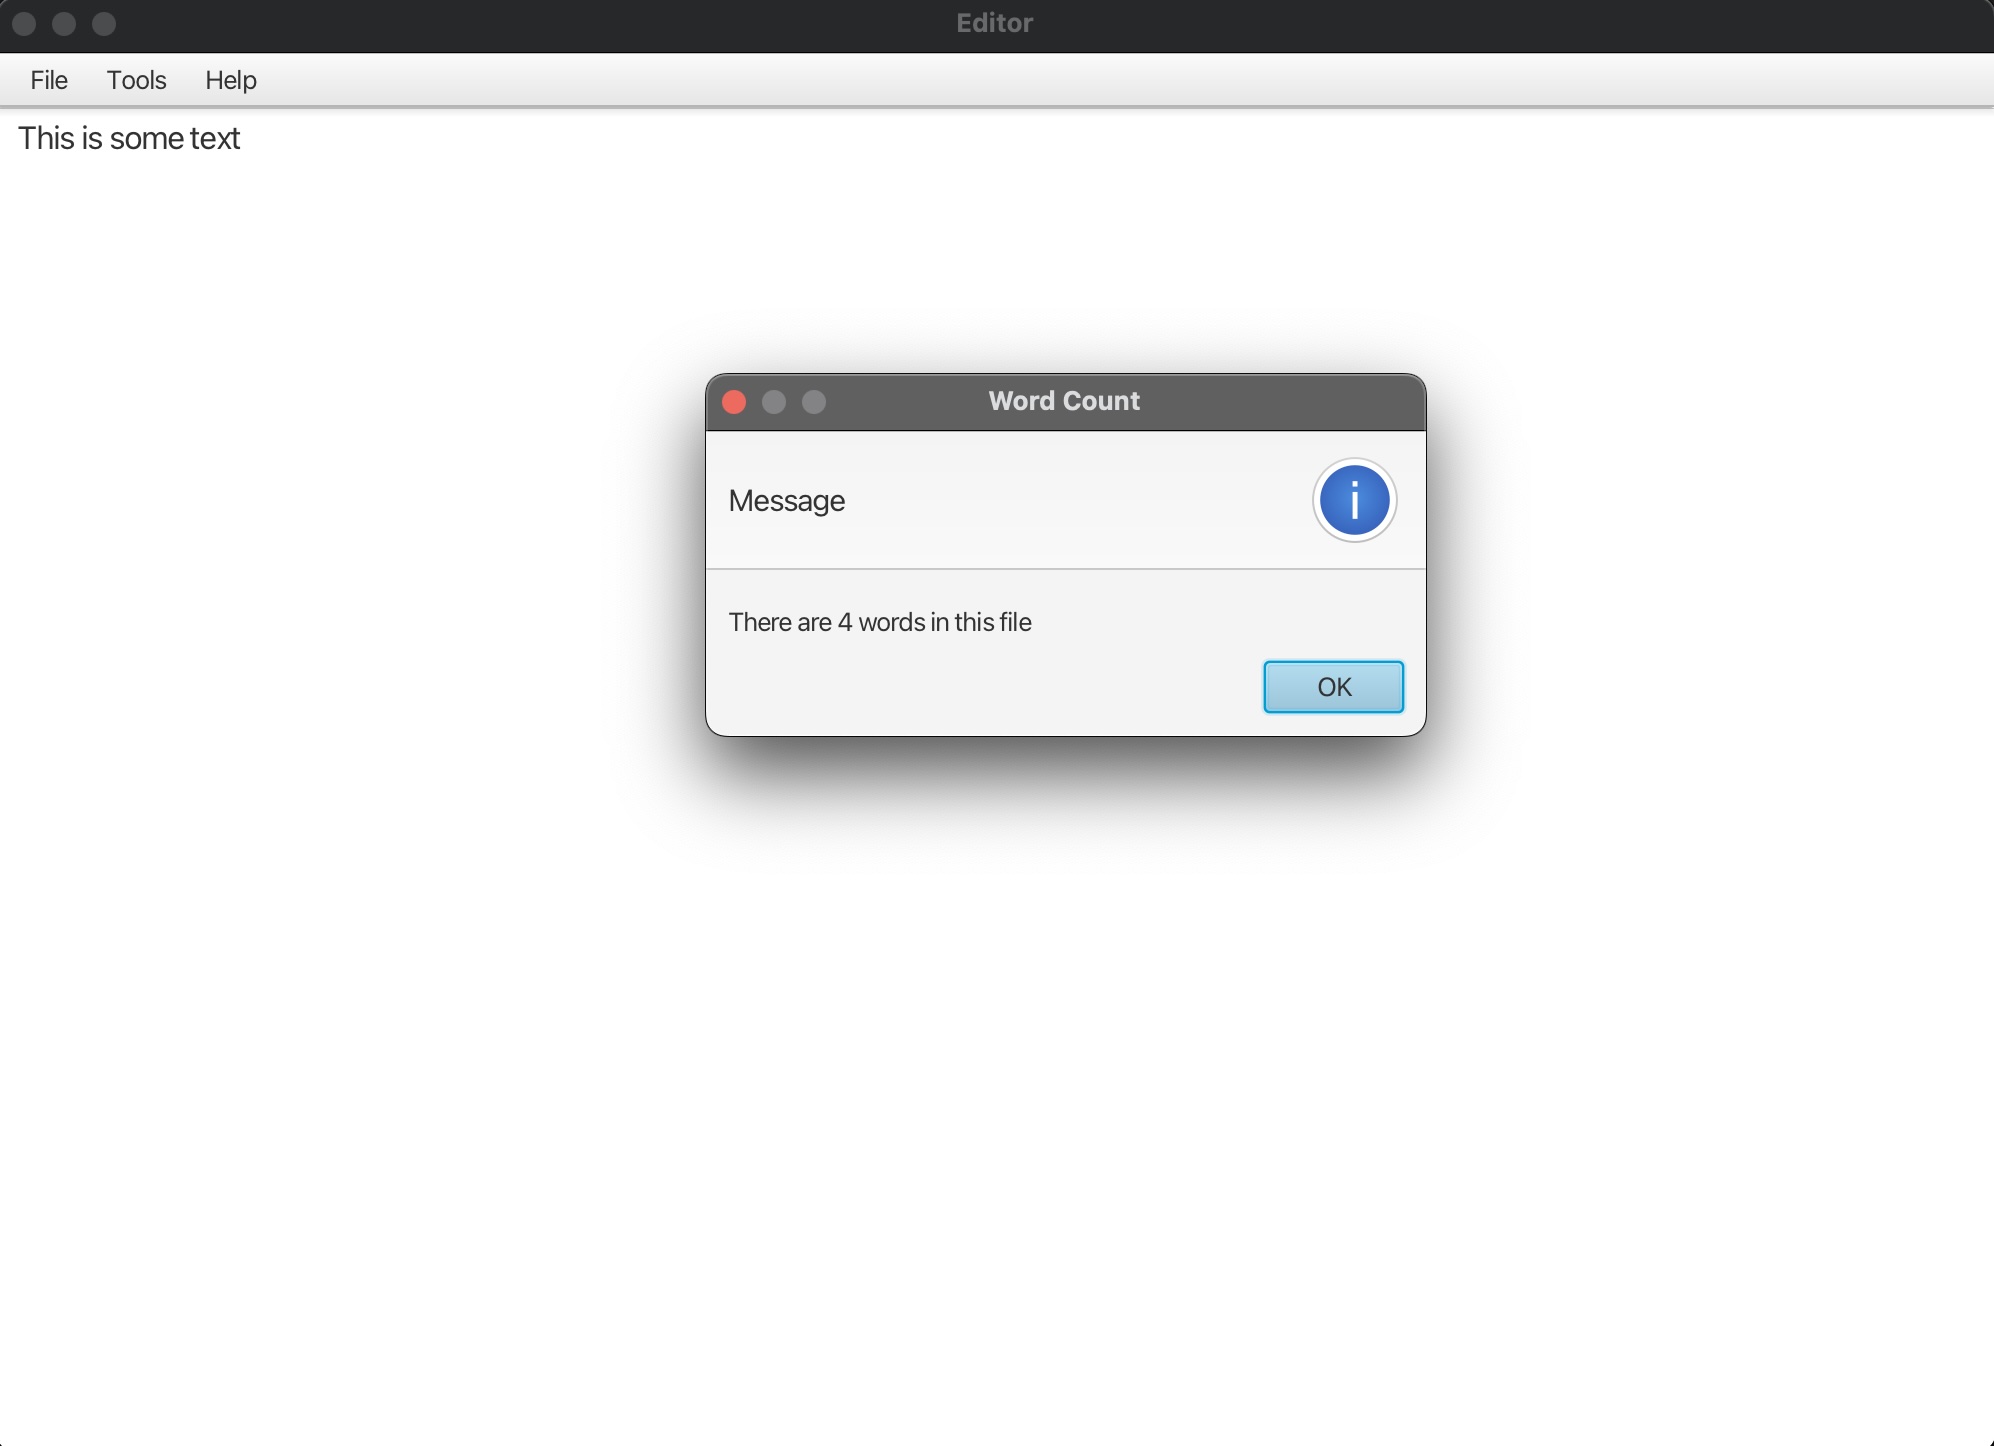 Editor
File Tools Help
This is some text
Word Count
Message
i
There are 4 words in this file
OK